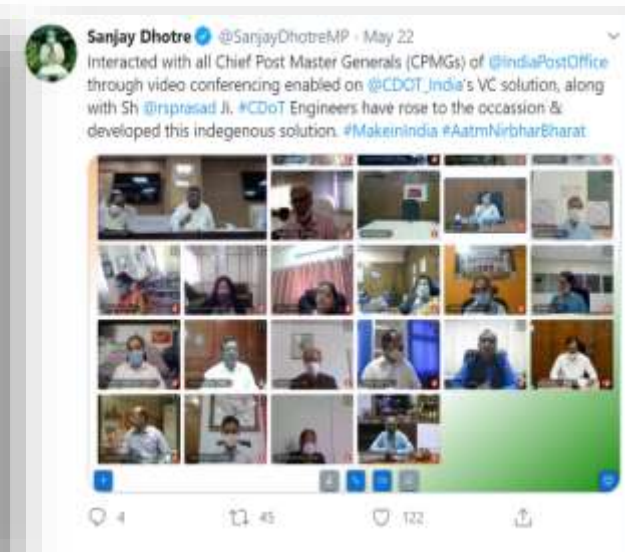 Sanjay Dhotre @SanjayDhotreMP · May 22
Interacted with all Chief Post Master Generals (CPMGs) of @IndiaPostOffice
through video conferencing enabled on @CDOT_India's VC solution, along
with Sh @rsprasad Ji. #CDoT Engineers have rose to the occassion &
developed this indegenous solution. #MakeinIndia #AatmNirbharBharat
4 45 122